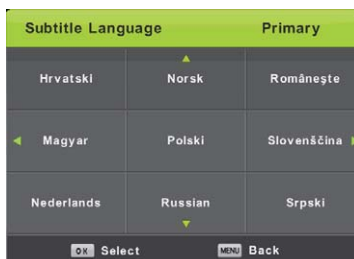 Subtitle Language Primary
Hrvatski Norsk Româneşte
Magyar Polski Slovenščina
Nederlands Russian Srpski
OK Select MENU Back